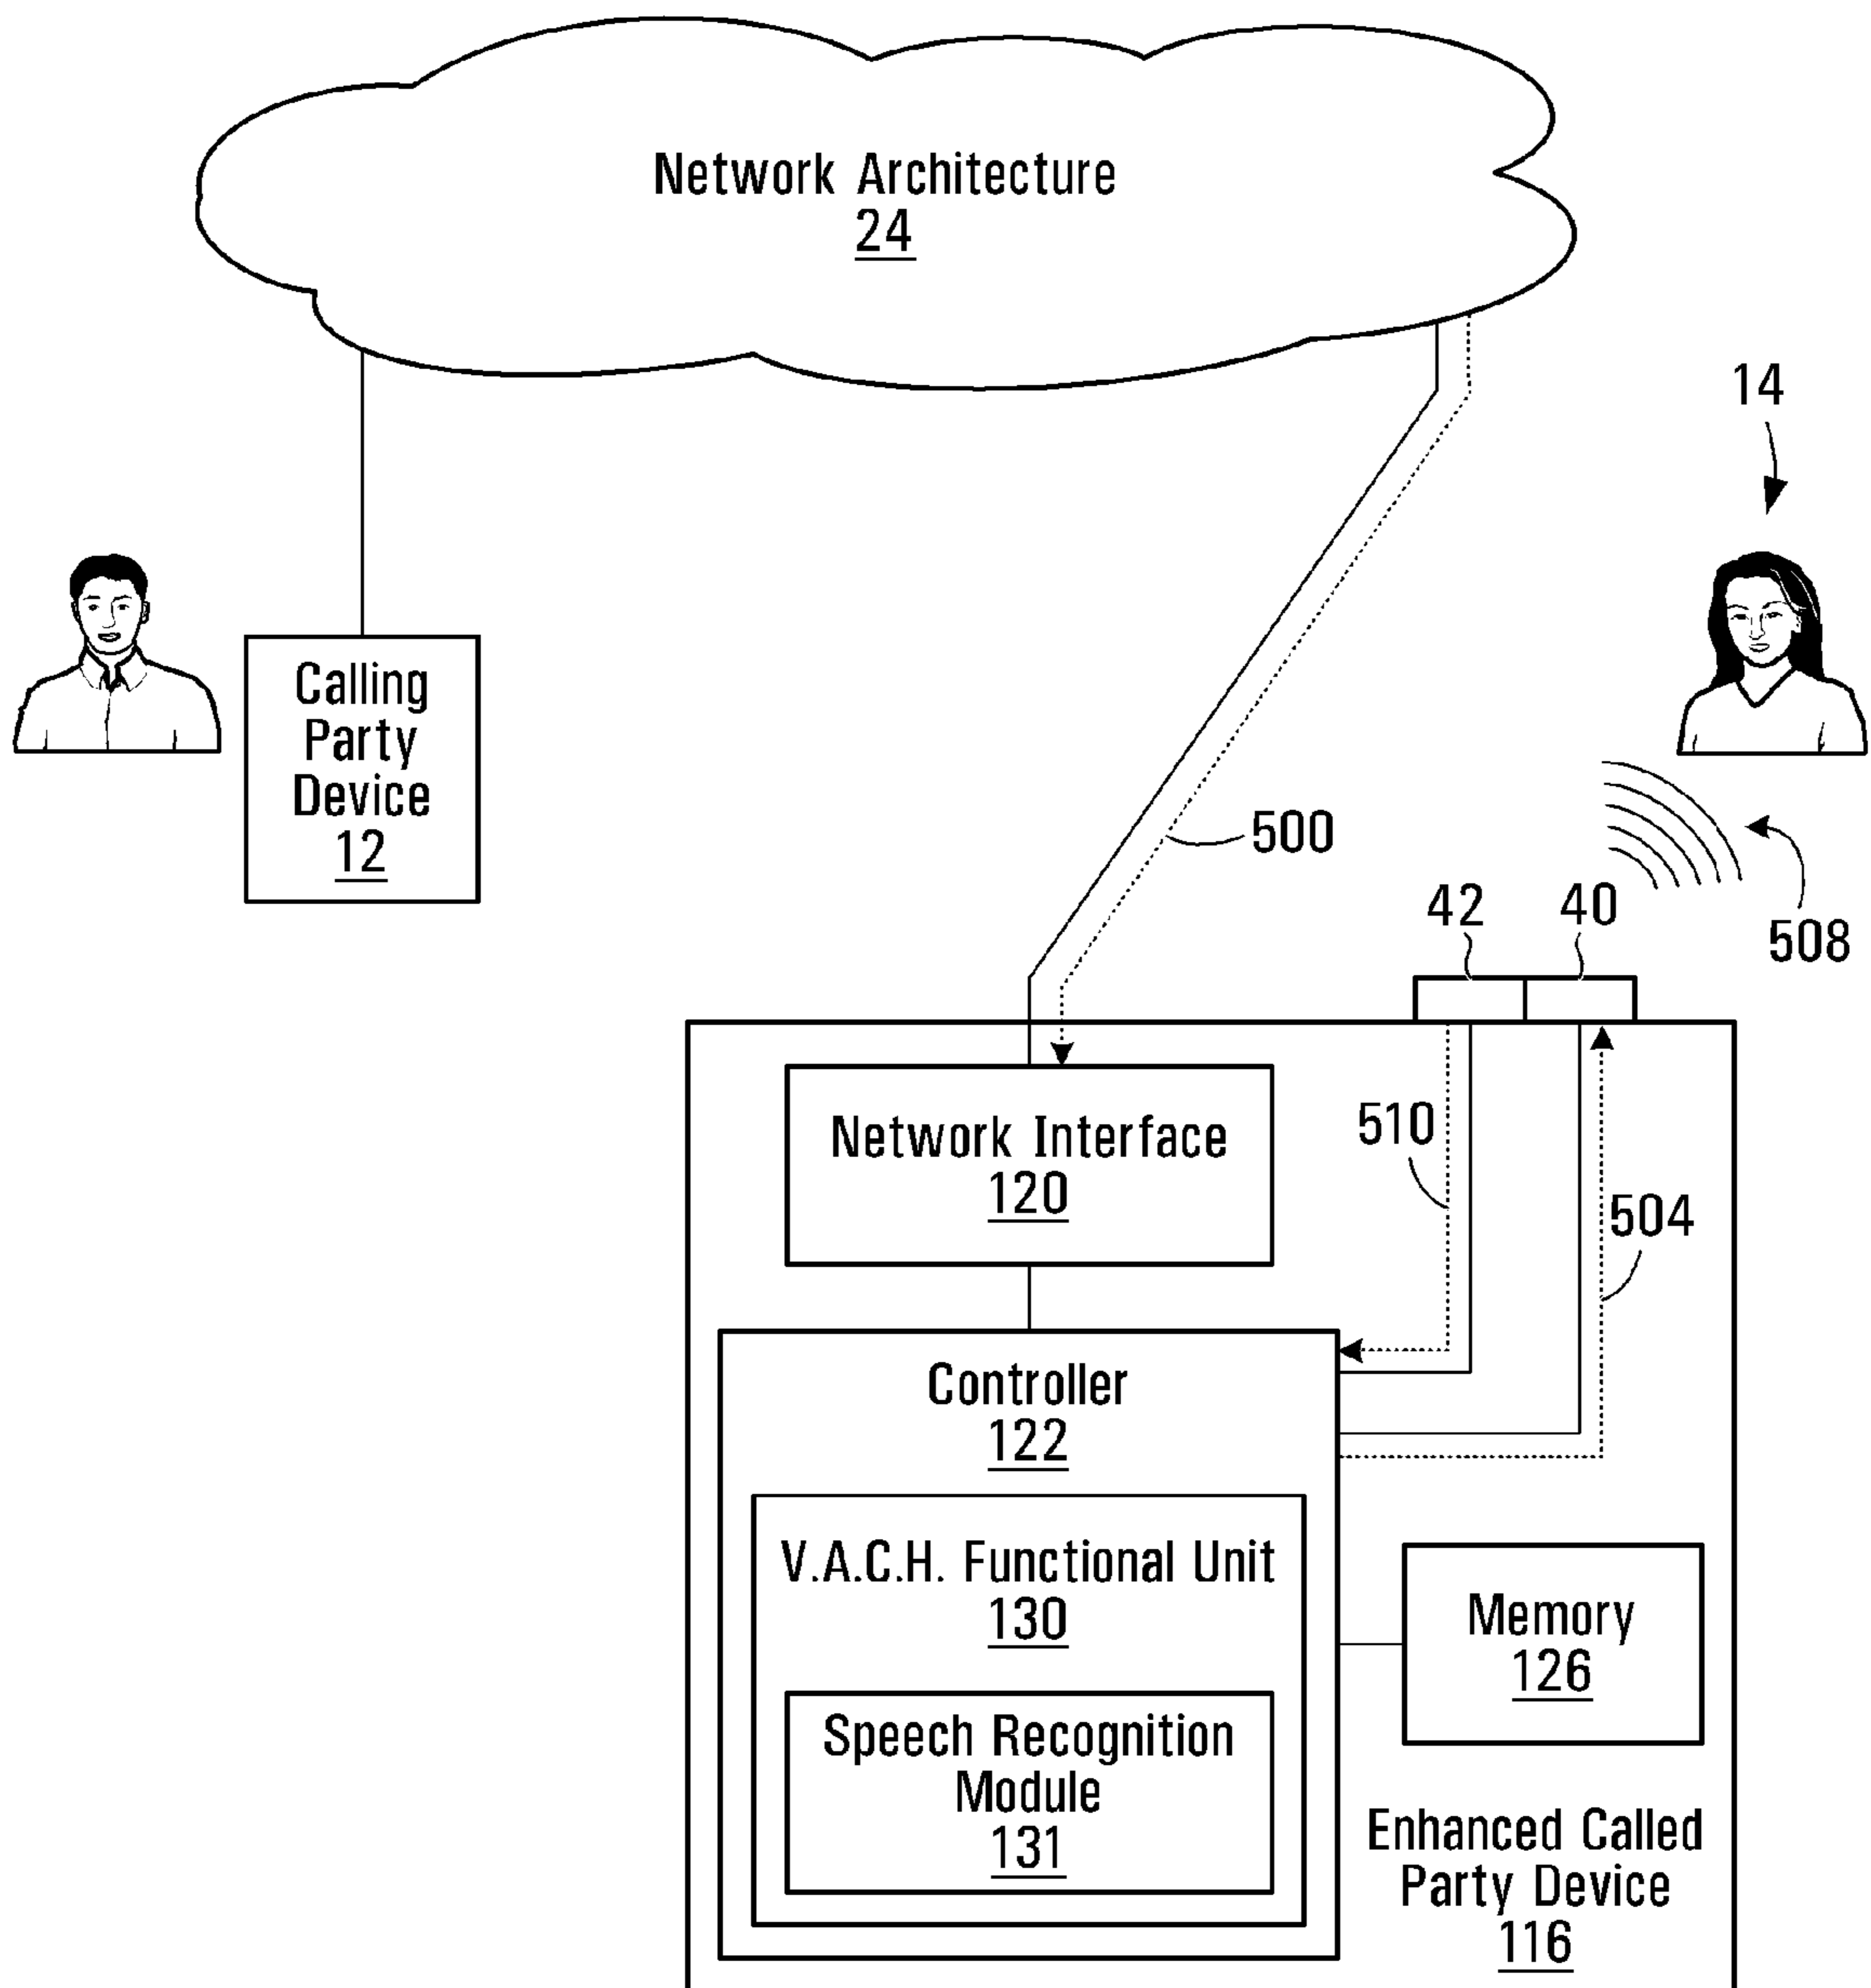 Network Architecture
24
14
Calling
Party
Device
12
500
42
40
508
Network Interface
120
510
504
Controller
122
V.A.C.H. Functional Unit
130
Memory
126
Speech Recognition
Module
131
Enhanced Called
Party Device
116